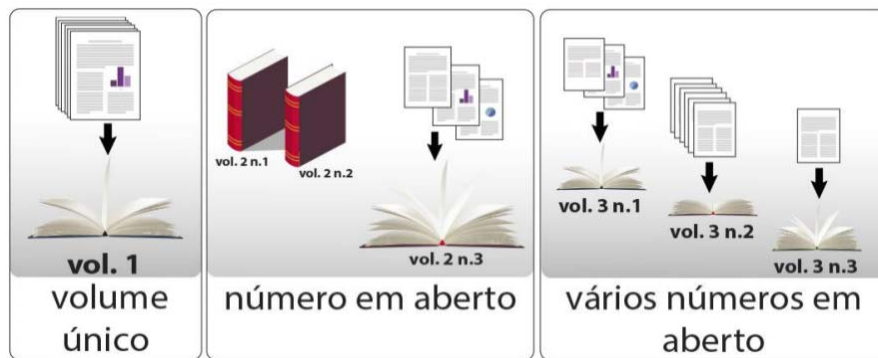 vol. 1
volume
único
vol. 2 n.1
vol. 2 n.2
vol. 2 n.3
número em aberto
vol. 3 n.1
vol. 3 n.2
vol. 3 n.3
vários números em
aberto